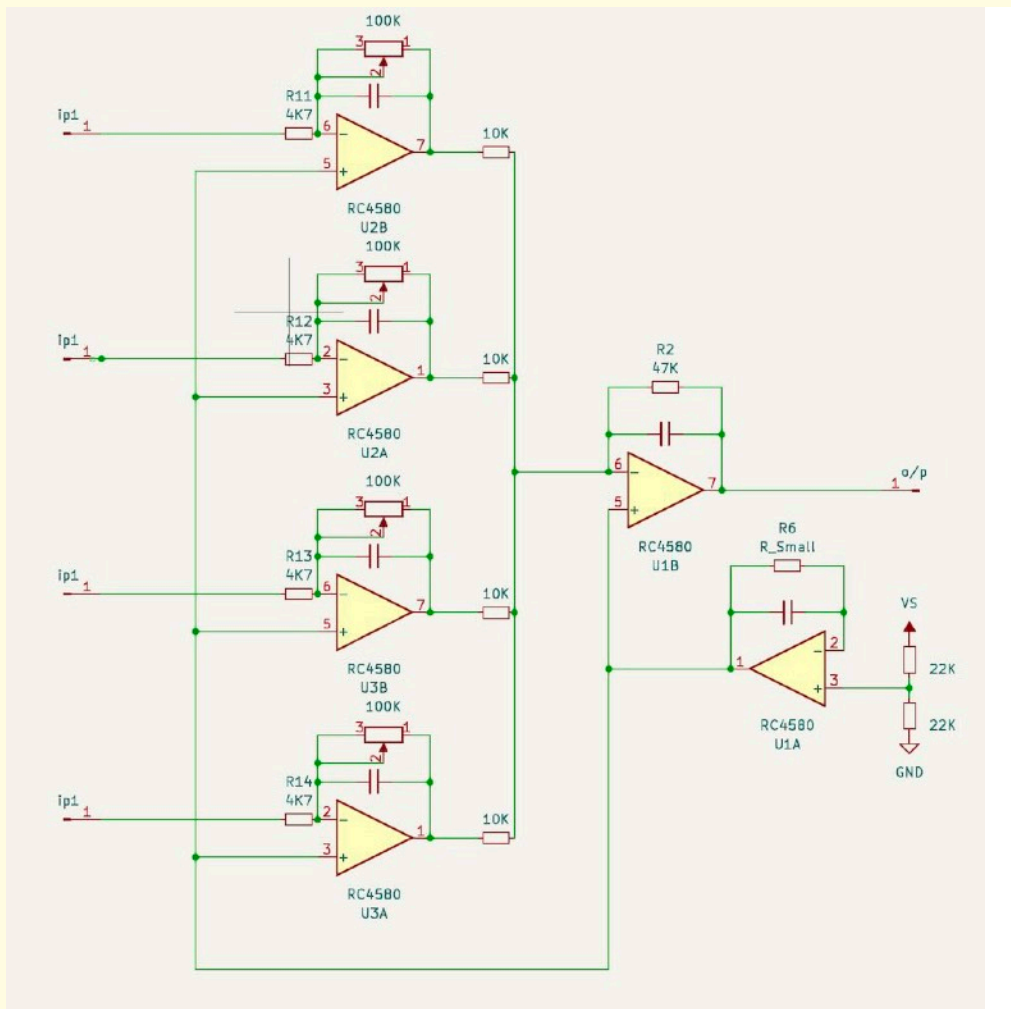 100K
3 1
2
R11
4K7
ip1
1
6
7
5
10K
RC4580
U2B
100K
3 1
2
R12
4K7
ip1
1
2
1
3
10K
RC4580
U2A
100K
3 1
2
R13
4K7
ip1
1
6
7
5
10K
RC4580
U3B
100K
3 1
2
R14
4K7
ip1
1
2
1
3
10K
RC4580
U3A
R2
47K
6
7
5
RC4580
U1B
o/p
1
R6
R_Small
1
2
3
RC4580
U1A
VS
22K
22K
GND